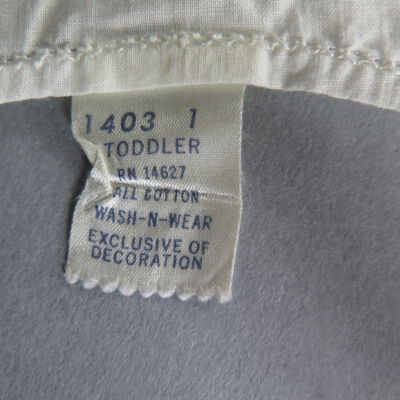 1403 1
TODDLER
RN 14627
ALL COTTON
WASH-N-WEAR
EXCLUSIVE OF
DECORATION